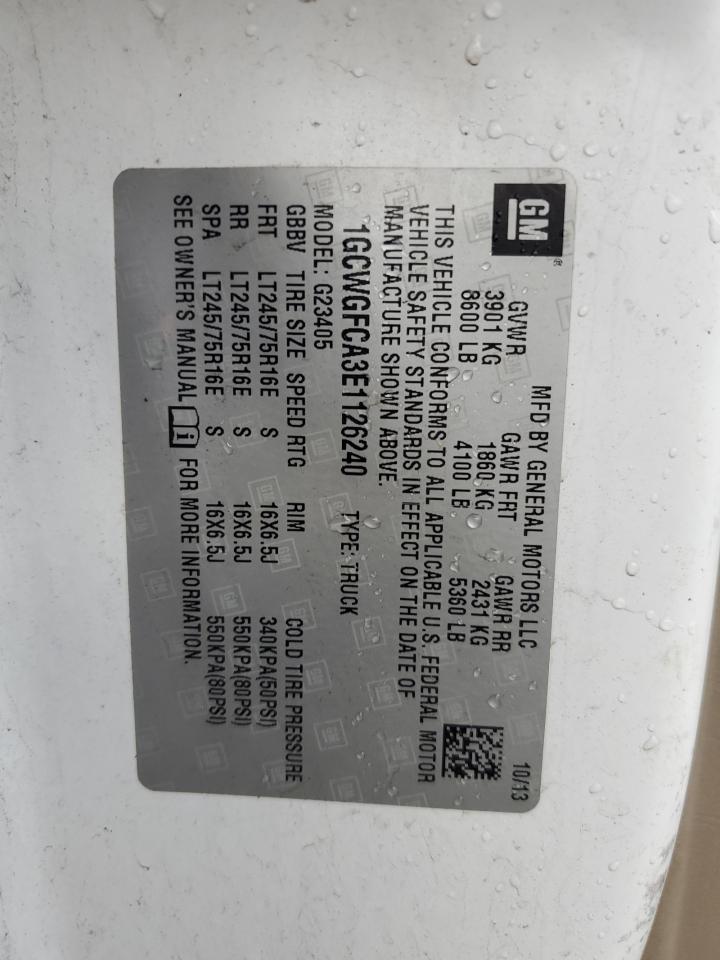 GM
MFD BY GENERAL MOTORS LLC 10/13
GVWR GAWR FRT GAWR RR
3901 KG 1860 KG 2431 KG
8600 LB 4100 LB 5360 LB
THIS VEHICLE CONFORMS TO ALL APPLICABLE U.S. FEDERAL MOTOR
VEHICLE SAFETY STANDARDS IN EFFECT ON THE DATE OF
MANUFACTURE SHOWN ABOVE.
1GCWGFCA3E1126240 TYPE: TRUCK
MODEL: G23405
GBBV TIRE SIZE SPEED RTG RIM COLD TIRE PRESSURE
FRT LT245/75R16E S 16X6.5J 340KPA(50PSI)
RR LT245/75R16E S 16X6.5J 550KPA(80PSI)
SPA LT245/75R16E S 16X6.5J 550KPA(80PSI)
SEE OWNER'S MANUAL i FOR MORE INFORMATION.